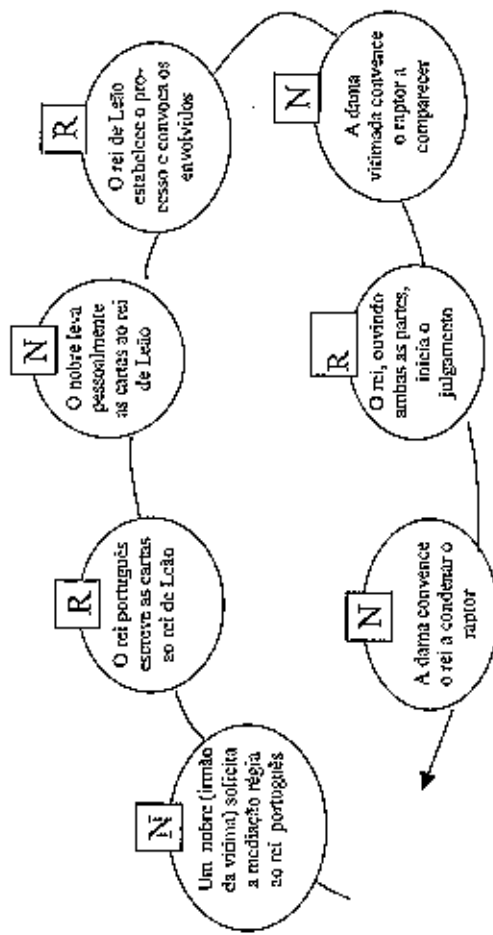 N
Um nobre (irmão
da vítima) solicita
a mediação régia
ao rei português
R
O rei português
escreve as cartas
ao rei de Leão
N
O nobre leva
pessoalmente
as cartas ao rei
de Leão
R
O rei de Leão
estabelece o pro-
cesso e convoca os
envolvidos
N
A dama
vitimada convence
o raptor a
comparecer
R
O rei, ouvindo
ambas as partes,
inicia o
julgamento
N
A dama convence
o rei a condenar o
raptor